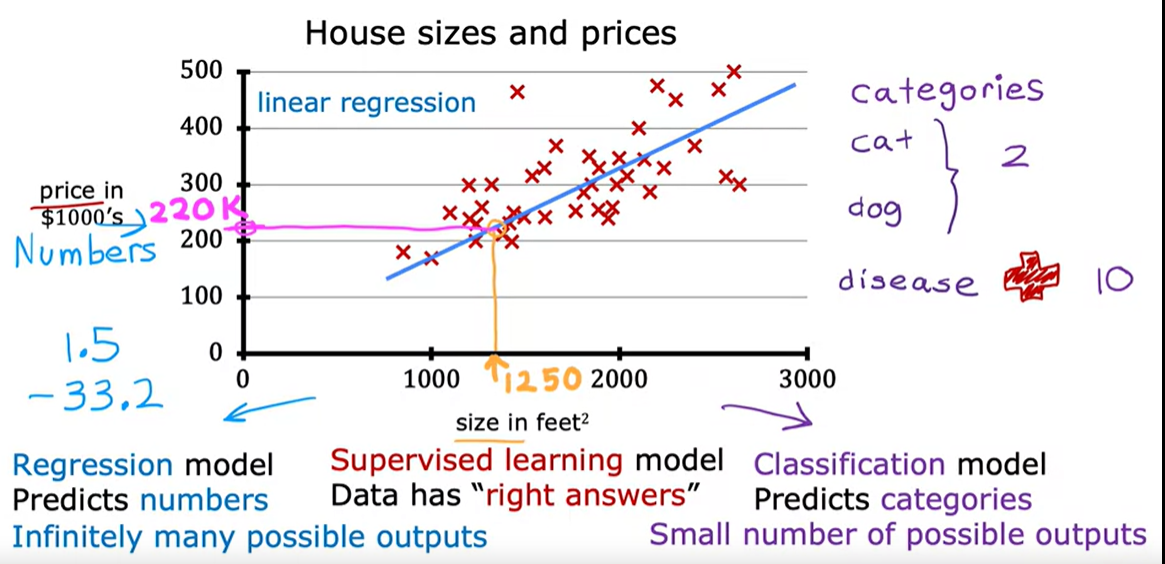 House sizes and prices
500
linear regression
400
300
200
100
0
price in
$1000's
220K
Numbers
1.5
-33.2
0
1000
1250
2000
3000
size in feet²
categories
cat
dog
2
disease
10
Regression model
Predicts numbers
Infinitely many possible outputs
Supervised learning model
Data has “right answers”
Classification model
Predicts categories
Small number of possible outputs